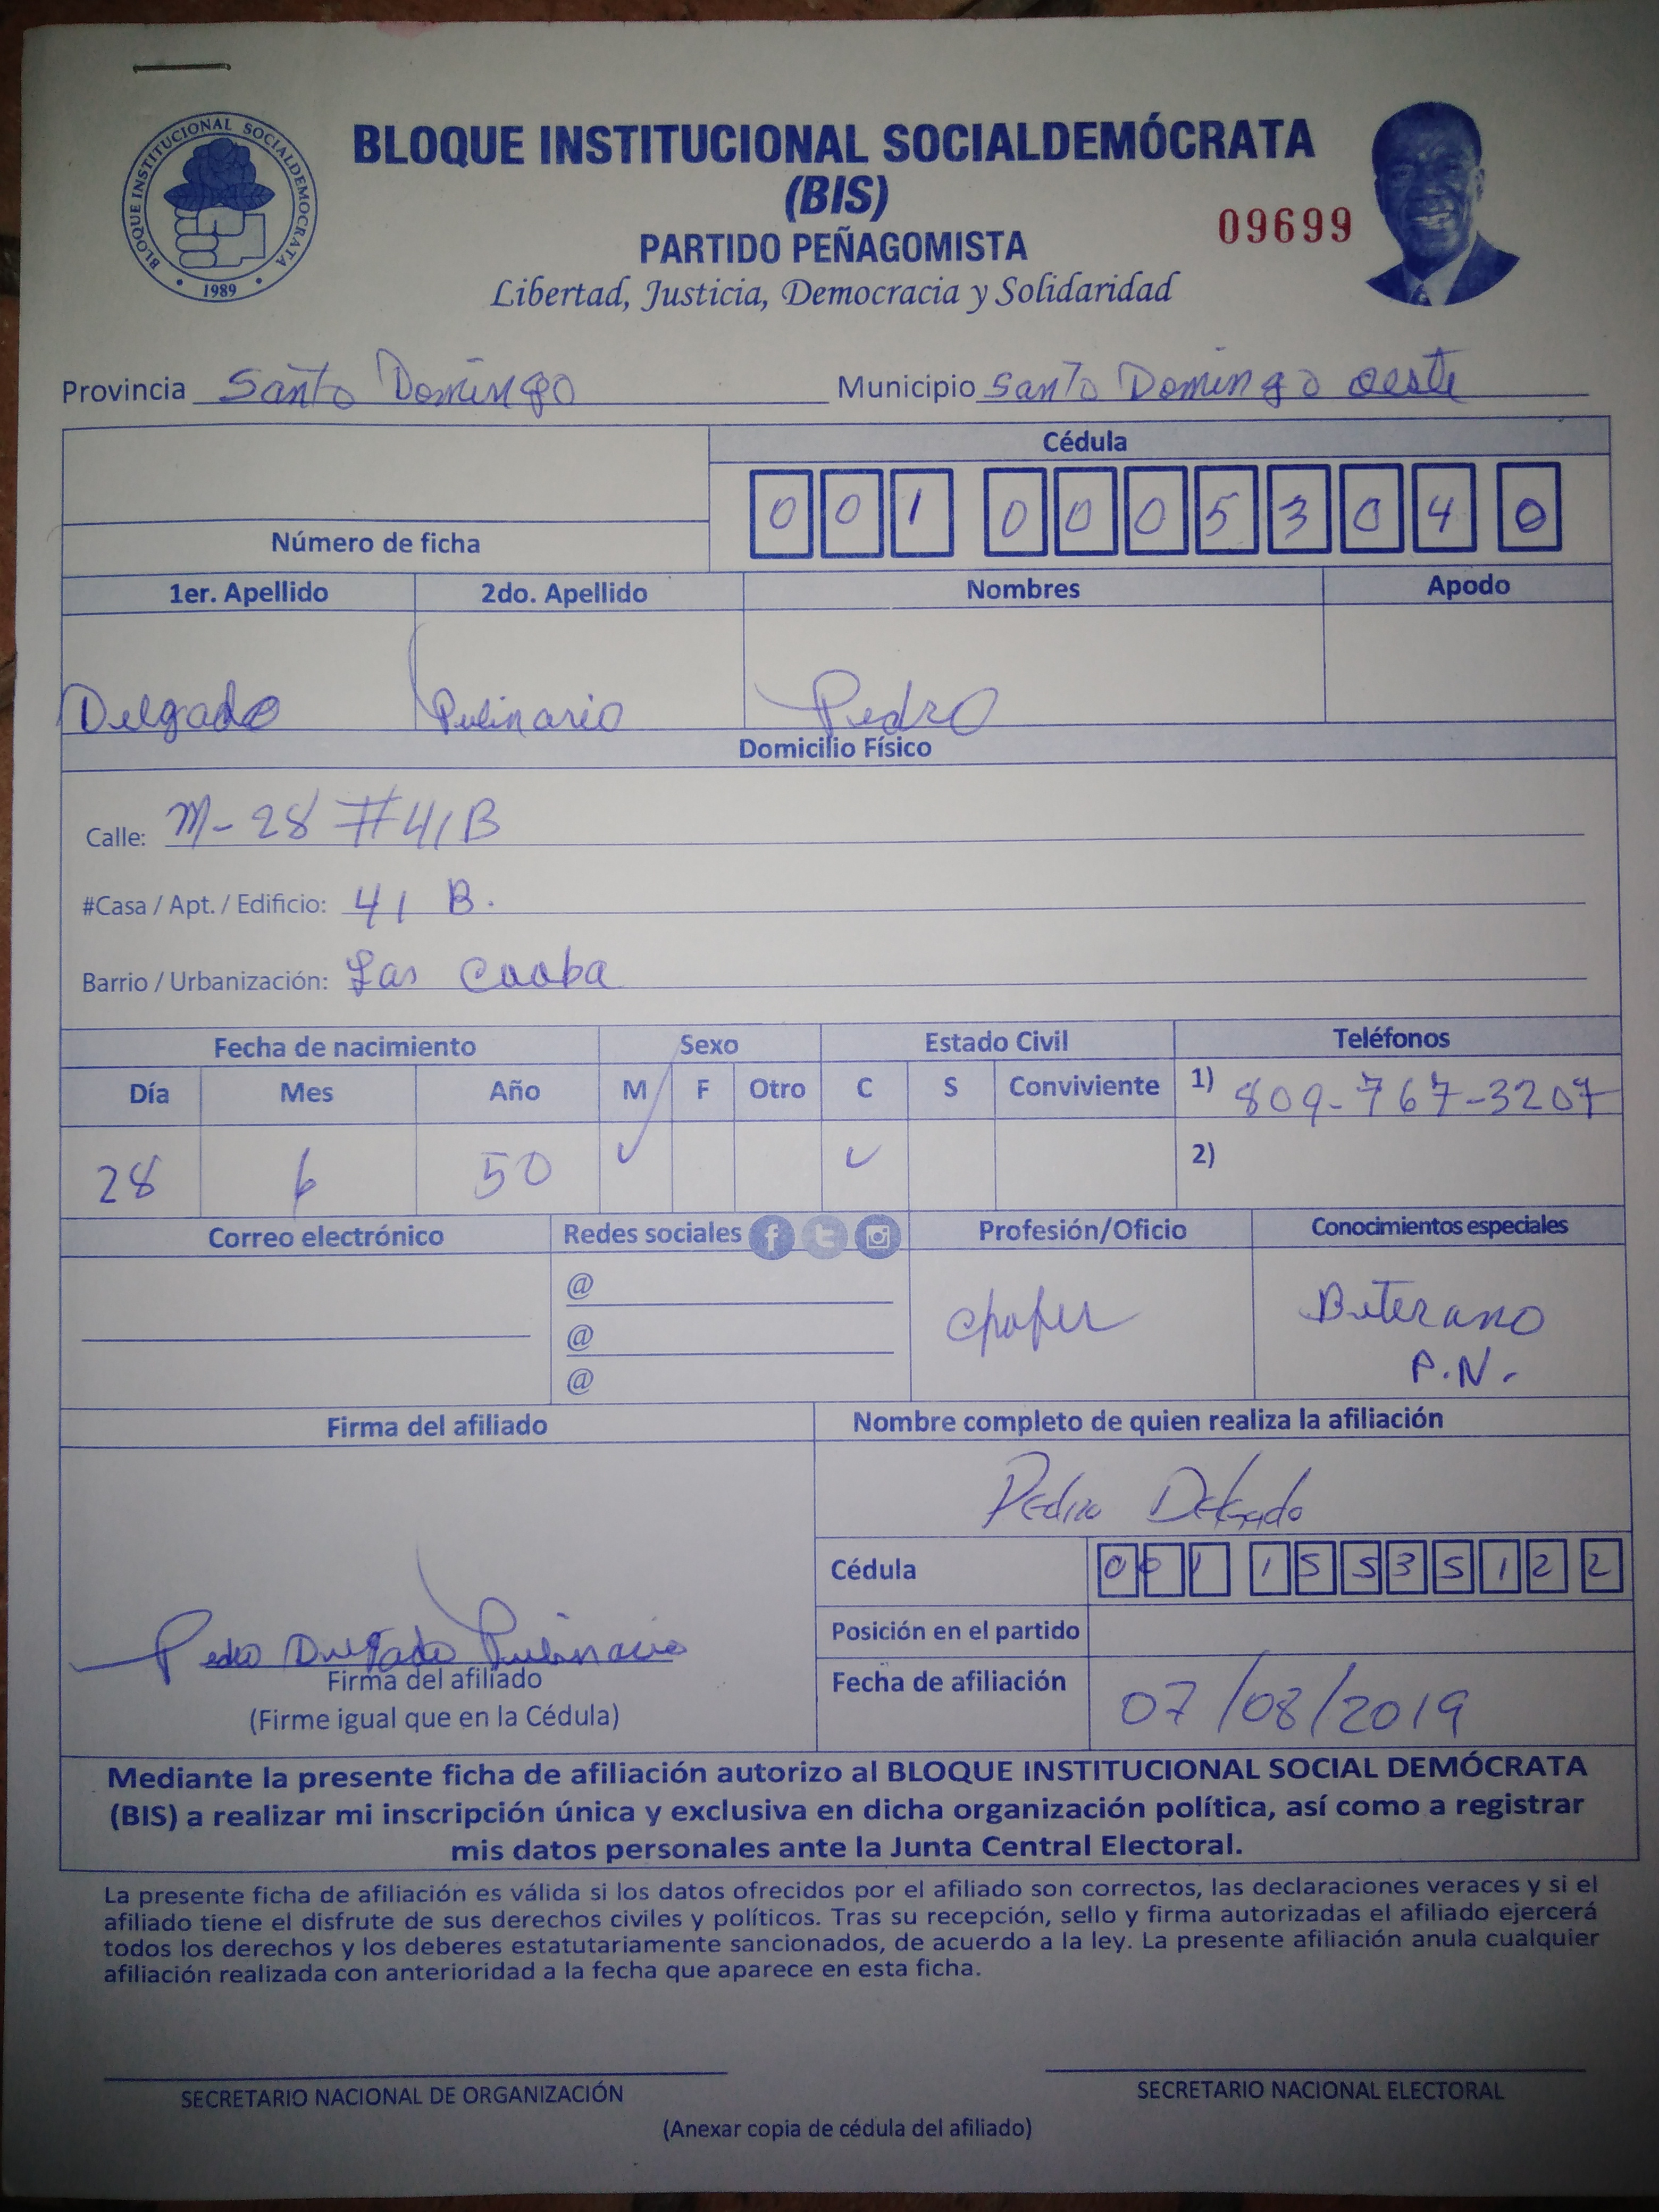 BLOQUE INSTITUCIONAL SOCIALDEMOCRATA
1989
BLOQUE INSTITUCIONAL SOCIALDEMÓCRATA
(BIS)
PARTIDO PEÑAGOMISTA
09699
Libertad, Justicia, Democracia y Solidaridad
Provincia Santo Domingo Municipio Santo Domingo oeste
Cédula
0 0 1 0 0 0 5 3 0 4 0
Número de ficha
1er. Apellido 2do. Apellido Nombres Apodo
Delgado Pulinario Pedro
Domicilio Físico
Calle: M-28 #41B
#Casa / Apt. / Edificio: 41 B.
Barrio / Urbanización: Las Caoba
Fecha de nacimiento Sexo Estado Civil Teléfonos
Día Mes Año M F Otro C S Conviviente 1) 809-767-3207
28 6 50 ✓ ✓ 2)
Correo electrónico Redes sociales Profesión/Oficio Conocimientos especiales
@
@
@
chofer Beterano
P.N.
Firma del afiliado Nombre completo de quien realiza la afiliación
Pedro Delgado
Cédula 0 0 1 1 5 5 3 5 1 2 2
Pedro Delgado Pulinario
Posición en el partido
Firma del afiliado
(Firme igual que en la Cédula)
Fecha de afiliación 07/08/2019
Mediante la presente ficha de afiliación autorizo al BLOQUE INSTITUCIONAL SOCIAL DEMÓCRATA
(BIS) a realizar mi inscripción única y exclusiva en dicha organización política, así como a registrar
mis datos personales ante la Junta Central Electoral.
La presente ficha de afiliación es válida si los datos ofrecidos por el afiliado son correctos, las declaraciones veraces y si el
afiliado tiene el disfrute de sus derechos civiles y políticos. Tras su recepción, sello y firma autorizadas el afiliado ejercerá
todos los derechos y los deberes estatutariamente sancionados, de acuerdo a la ley. La presente afiliación anula cualquier
afiliación realizada con anterioridad a la fecha que aparece en esta ficha.
SECRETARIO NACIONAL DE ORGANIZACIÓN SECRETARIO NACIONAL ELECTORAL
(Anexar copia de cédula del afiliado)